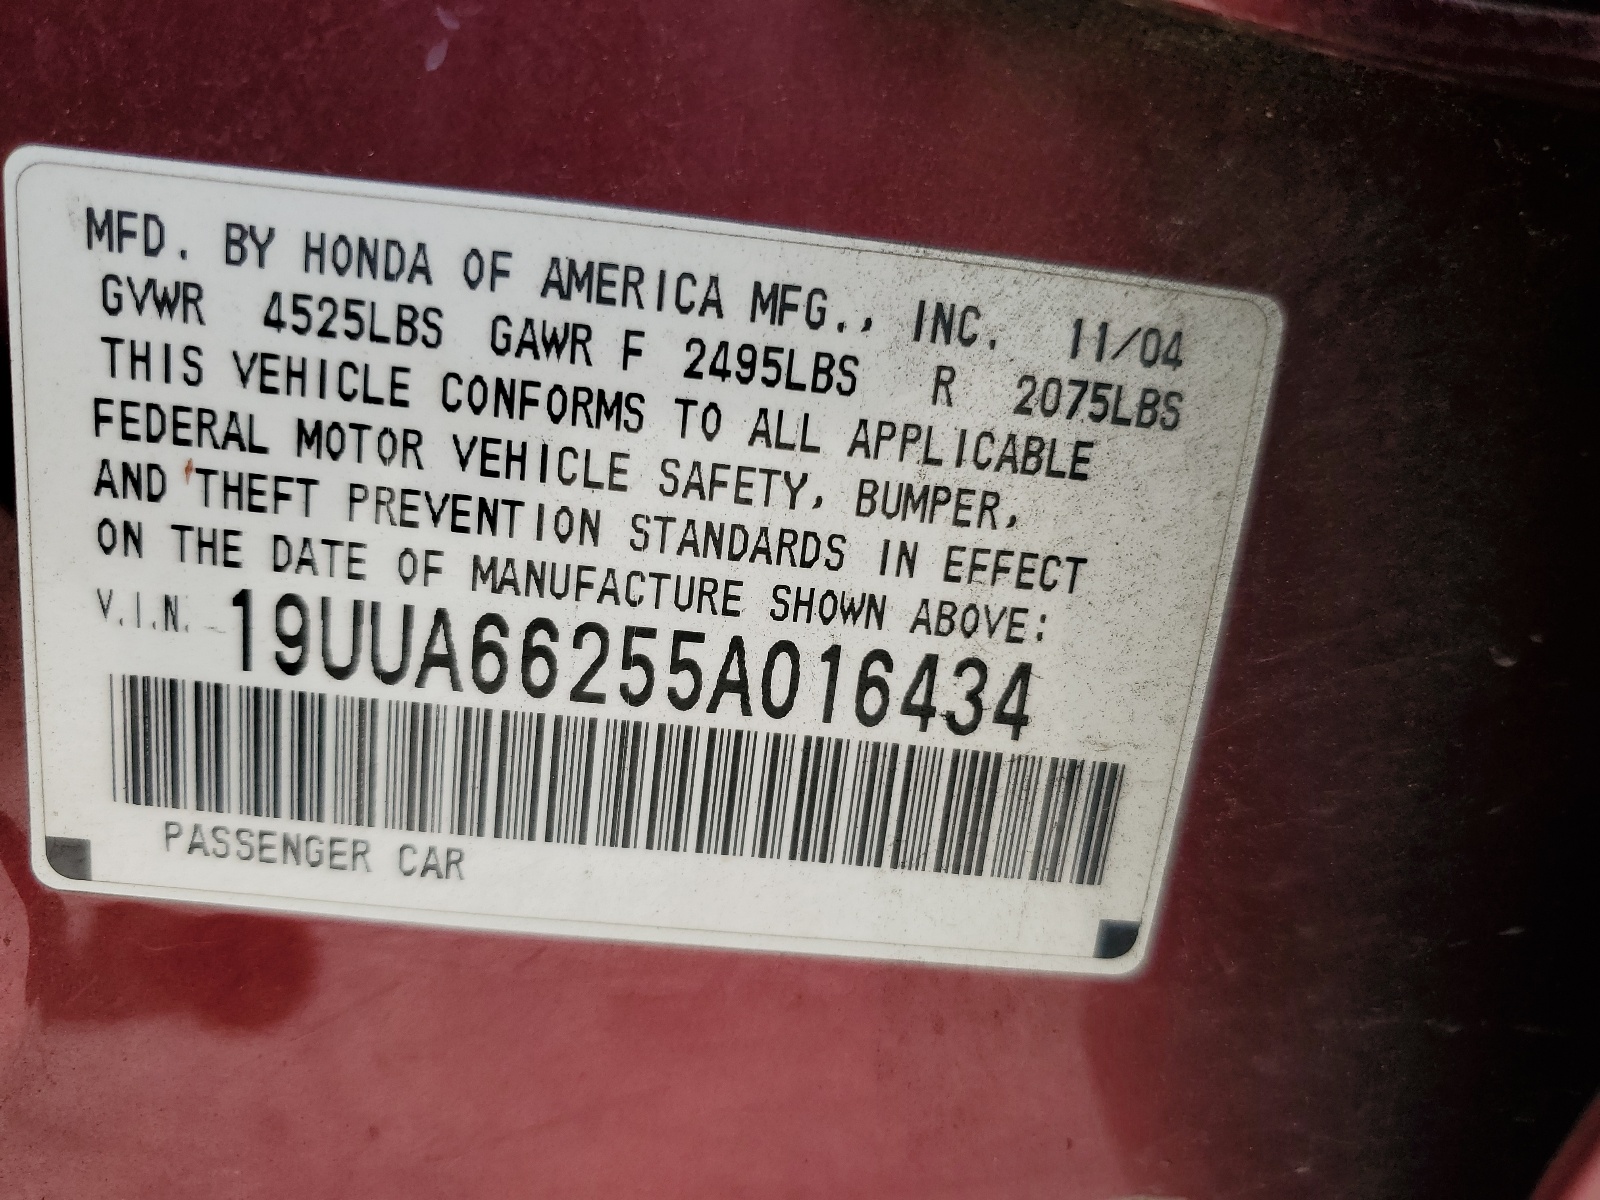 MFD. BY HONDA OF AMERICA MFG., INC. 11/04
GVWR 4525LBS GAWR F 2495LBS R 2075LBS
THIS VEHICLE CONFORMS TO ALL APPLICABLE
FEDERAL MOTOR VEHICLE SAFETY, BUMPER,
AND THEFT PREVENTION STANDARDS IN EFFECT
ON THE DATE OF MANUFACTURE SHOWN ABOVE:
V.I.N. 19UUA66255A016434
PASSENGER CAR